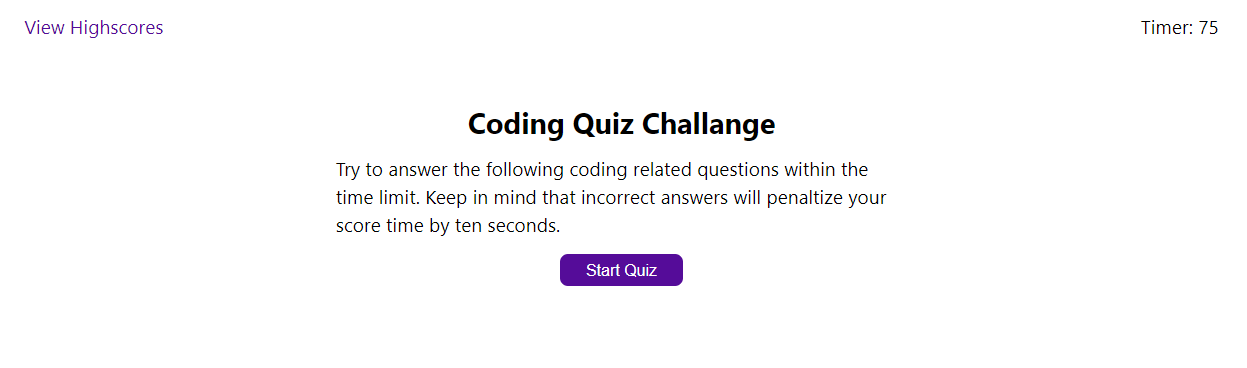 View Highscores
Timer: 75
Coding Quiz Challange
Try to answer the following coding related questions within the
time limit. Keep in mind that incorrect answers will penaltize your
score time by ten seconds.
Start Quiz